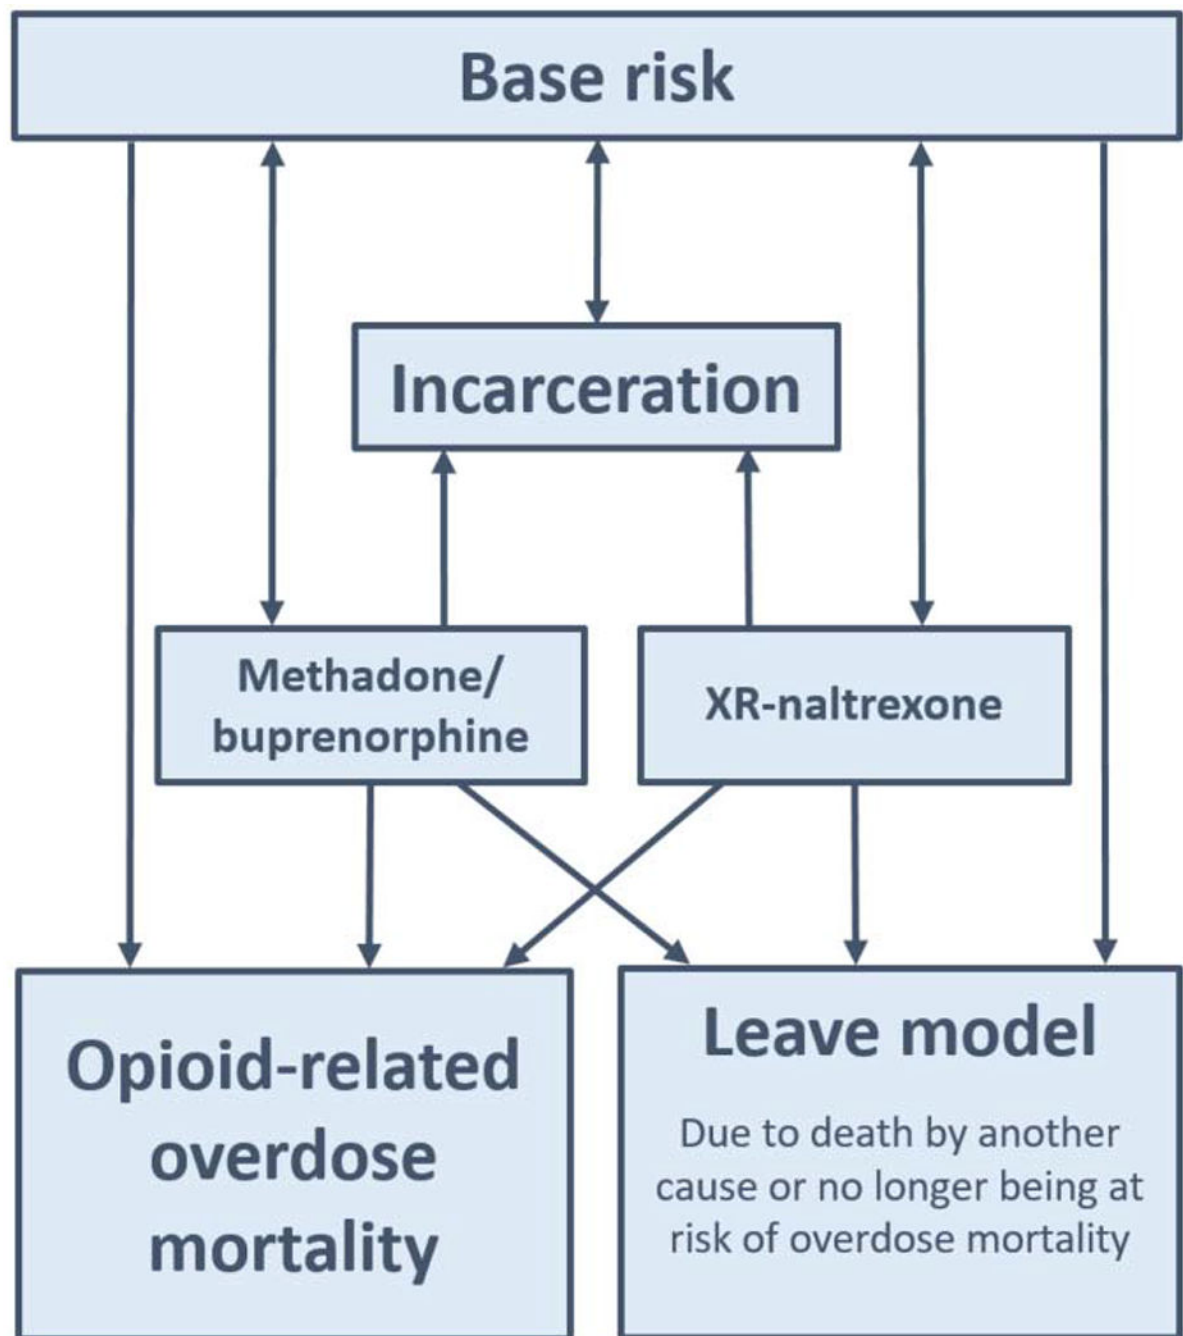 Base risk
Incarceration
Methadone/
buprenorphine
XR-naltrexone
Opioid-related
overdose
mortality
Leave model
Due to death by another
cause or no longer being at
risk of overdose mortality